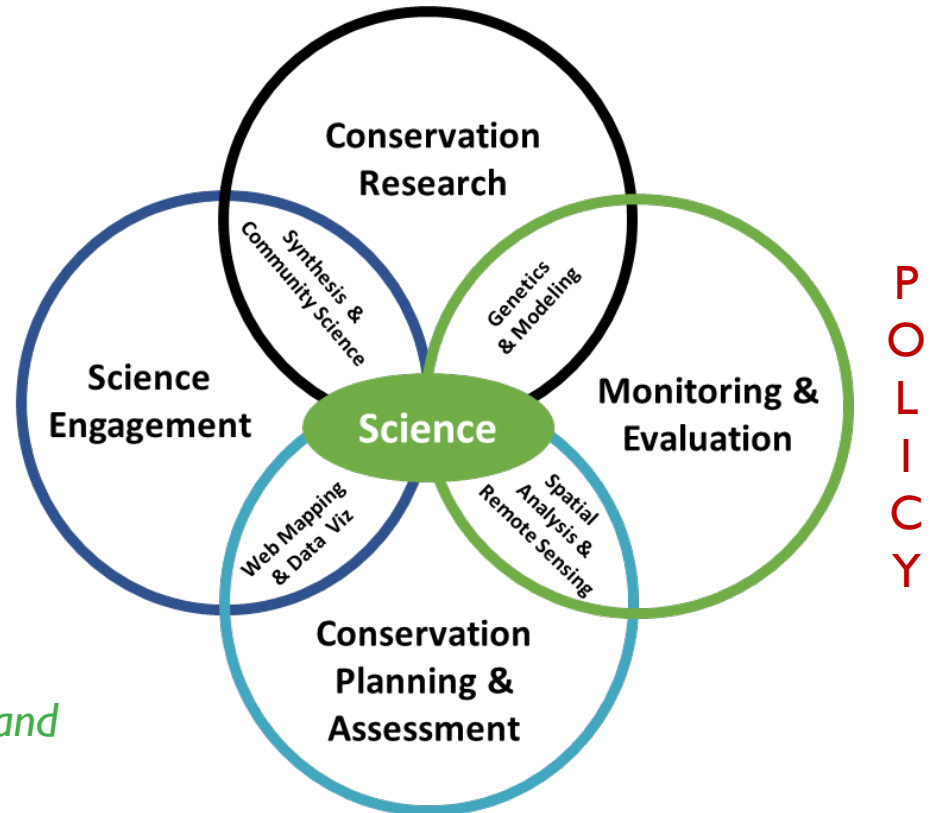 Conservation
Research
Synthesis &
Community Science
Genetics
& Modeling
Science
Engagement
Science
Monitoring &
Evaluation
Web Mapping
& Data Viz
Spatial
Analysis &
Remote Sensing
Conservation
Planning &
Assessment
and
P
O
L
I
C
Y